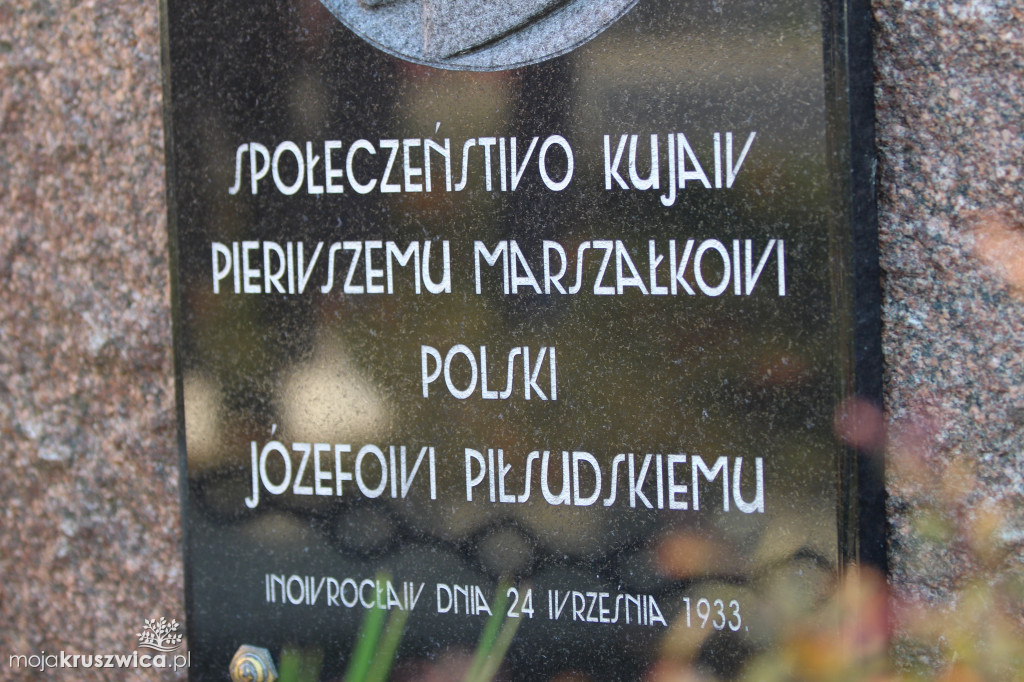 SPOŁECZEŃSTWO KUJAW
PIERWSZEMU MARSZAŁKOWI
POLSKI
JÓZEFOWI PIŁSUDSKIEMU
INOWROCŁAW DNIA 24 WRZEŚNIA 1933.
mojaKRUSZWICA.pl